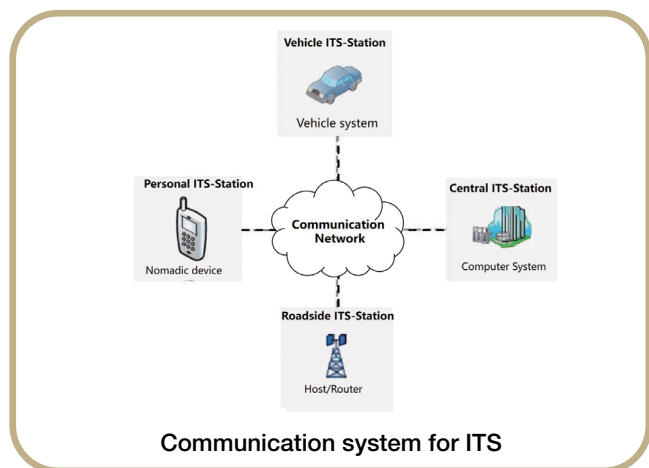 Vehicle ITS-Station
Vehicle system
Personal ITS-Station
Nomadic device
Communication
Network
Central ITS-Station
Computer System
Roadside ITS-Station
Host/Router
Communication system for ITS